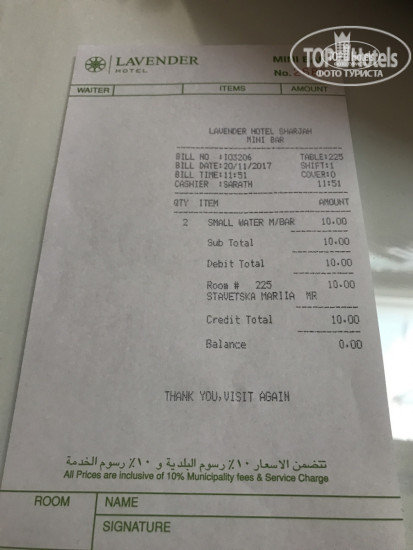 LAVENDER
HOTEL
MINI
No.
TOPHotels
ФОТО ТУРИСТА
WAITER ITEMS AMOUNT
LAVENDER HOTEL SHARJAH
MINI BAR
BILL NO :103206 TABLE:225
BILL DATE:20/11/2017 SHIFT:1
BILL TIME:11:51 COVER:0
CASHIER :SARATH 11:51
QTY ITEM AMOUNT
2 SMALL WATER M/BAR 10.00
Sub Total 10.00
Debit Total 10.00
Room # 225 10.00
STAVETSKA MARIIA MR
Credit Total 10.00
Balance 0.00
THANK YOU,VISIT AGAIN
تتضمن الاسعار ١٠٪ رسوم البلدية و ١٠٪ رسوم الخدمة
All Prices are inclusive of 10% Municipality fees & Service Charge
ROOM NAME
SIGNATURE